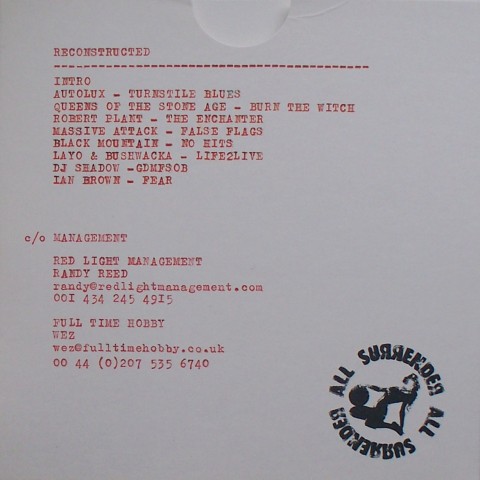 RECONSTRUCTED
------------------------------------------
INTRO
AUTOLUX - TURNSTILE BLUES
QUEENS OF THE STONE AGE - BURN THE WITCH
ROBERT PLANT - THE ENCHANTER
MASSIVE ATTACK - FALSE FLAGS
BLACK MOUNTAIN - NO HITS
LAYO & BUSHWACKA - LIFE2LIVE
DJ SHADOW -GDMFSOB
IAN BROWN - FEAR
c/o MANAGEMENT
RED LIGHT MANAGEMENT
RANDY REED
randy@redlightmanagement.com
001 434 245 4915
FULL TIME HOBBY
WEZ
wez@fulltimehobby.co.uk
00 44 (0)207 535 6740
ALL SURRENDER ALL SURRENDER